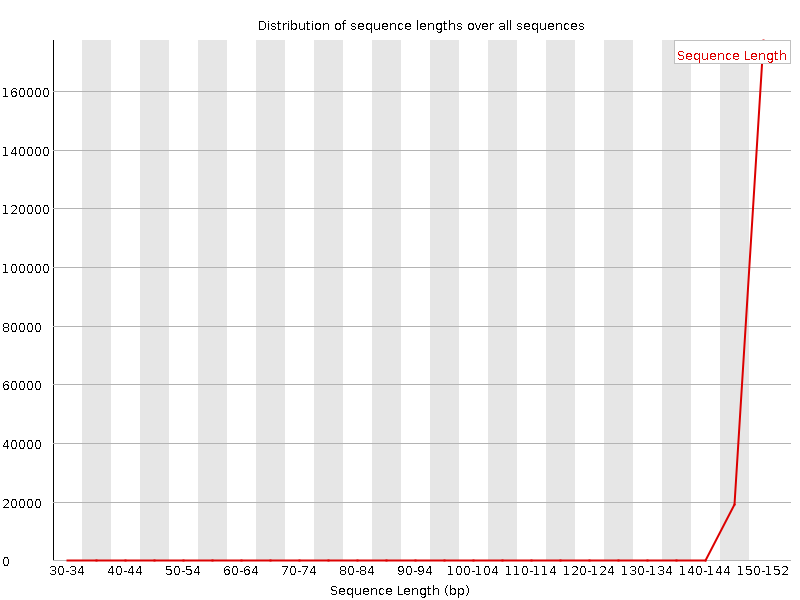 Distribution of sequence lengths over all sequences
Sequence Length
160000
140000
120000
100000
80000
60000
40000
20000
0
30-34 40-44 50-54 60-64 70-74 80-84 90-94 100-104 110-114 120-124 130-134 140-144 150-152
Sequence Length (bp)